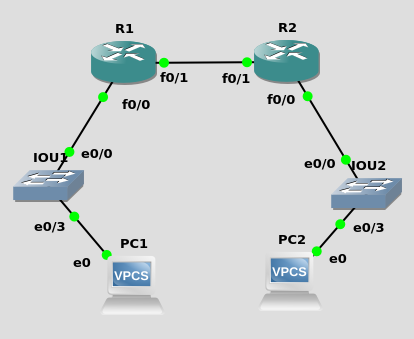 R1
R2
f0/1
f0/1
f0/0
f0/0
IOU1
e0/0
e0/0
IOU2
e0/3
e0/3
PC1
PC2
e0
e0
VPCS
VPCS